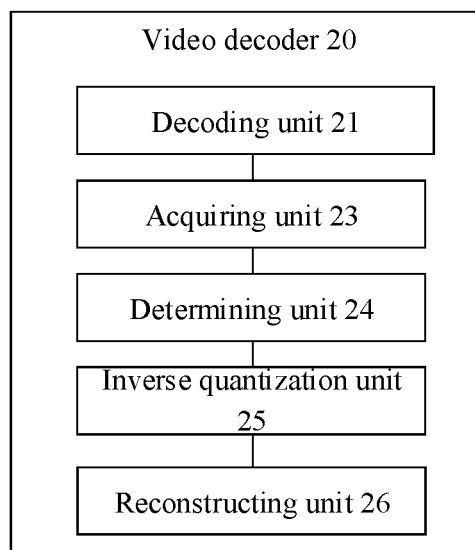 Video decoder 20
Decoding unit 21
Acquiring unit 23
Determining unit 24
Inverse quantization unit
25
Reconstructing unit 26